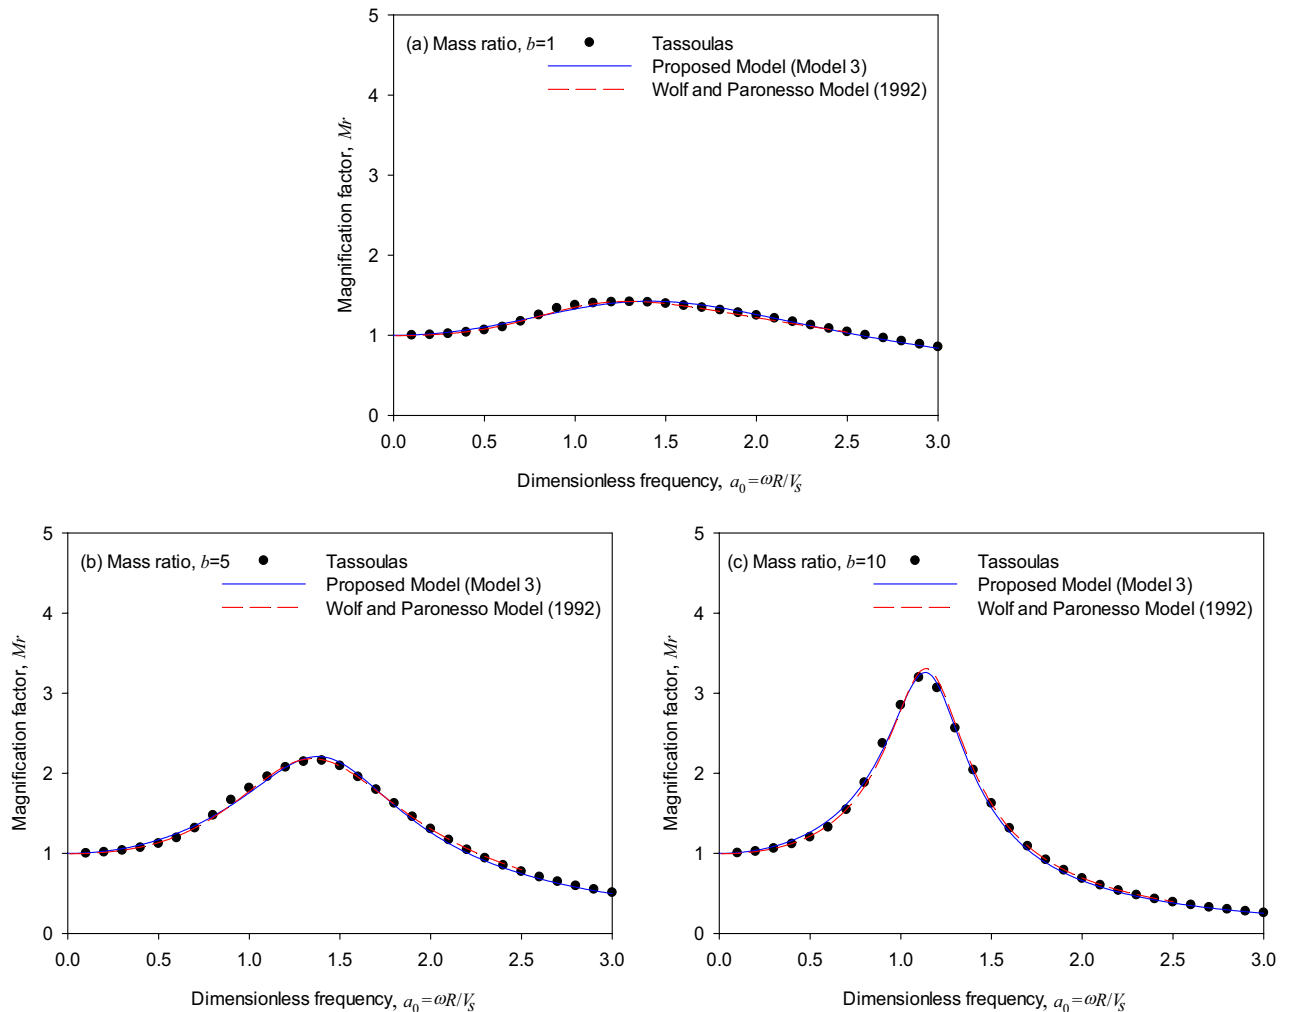 (a) Mass ratio, b=1
Tassoulas
Proposed Model (Model 3)
Wolf and Paronesso Model (1992)
Magnification factor, Mr
5
4
3
2
1
0
0.0 0.5 1.0 1.5 2.0 2.5 3.0
Dimensionless frequency, a0=ωR/Vs
(b) Mass ratio, b=5
Tassoulas
Proposed Model (Model 3)
Wolf and Paronesso Model (1992)
Magnification factor, Mr
5
4
3
2
1
0
0.0 0.5 1.0 1.5 2.0 2.5 3.0
Dimensionless frequency, a0=ωR/Vs
(c) Mass ratio, b=10
Tassoulas
Proposed Model (Model 3)
Wolf and Paronesso Model (1992)
Magnification factor, Mr
5
4
3
2
1
0
0.0 0.5 1.0 1.5 2.0 2.5 3.0
Dimensionless frequency, a0=ωR/Vs